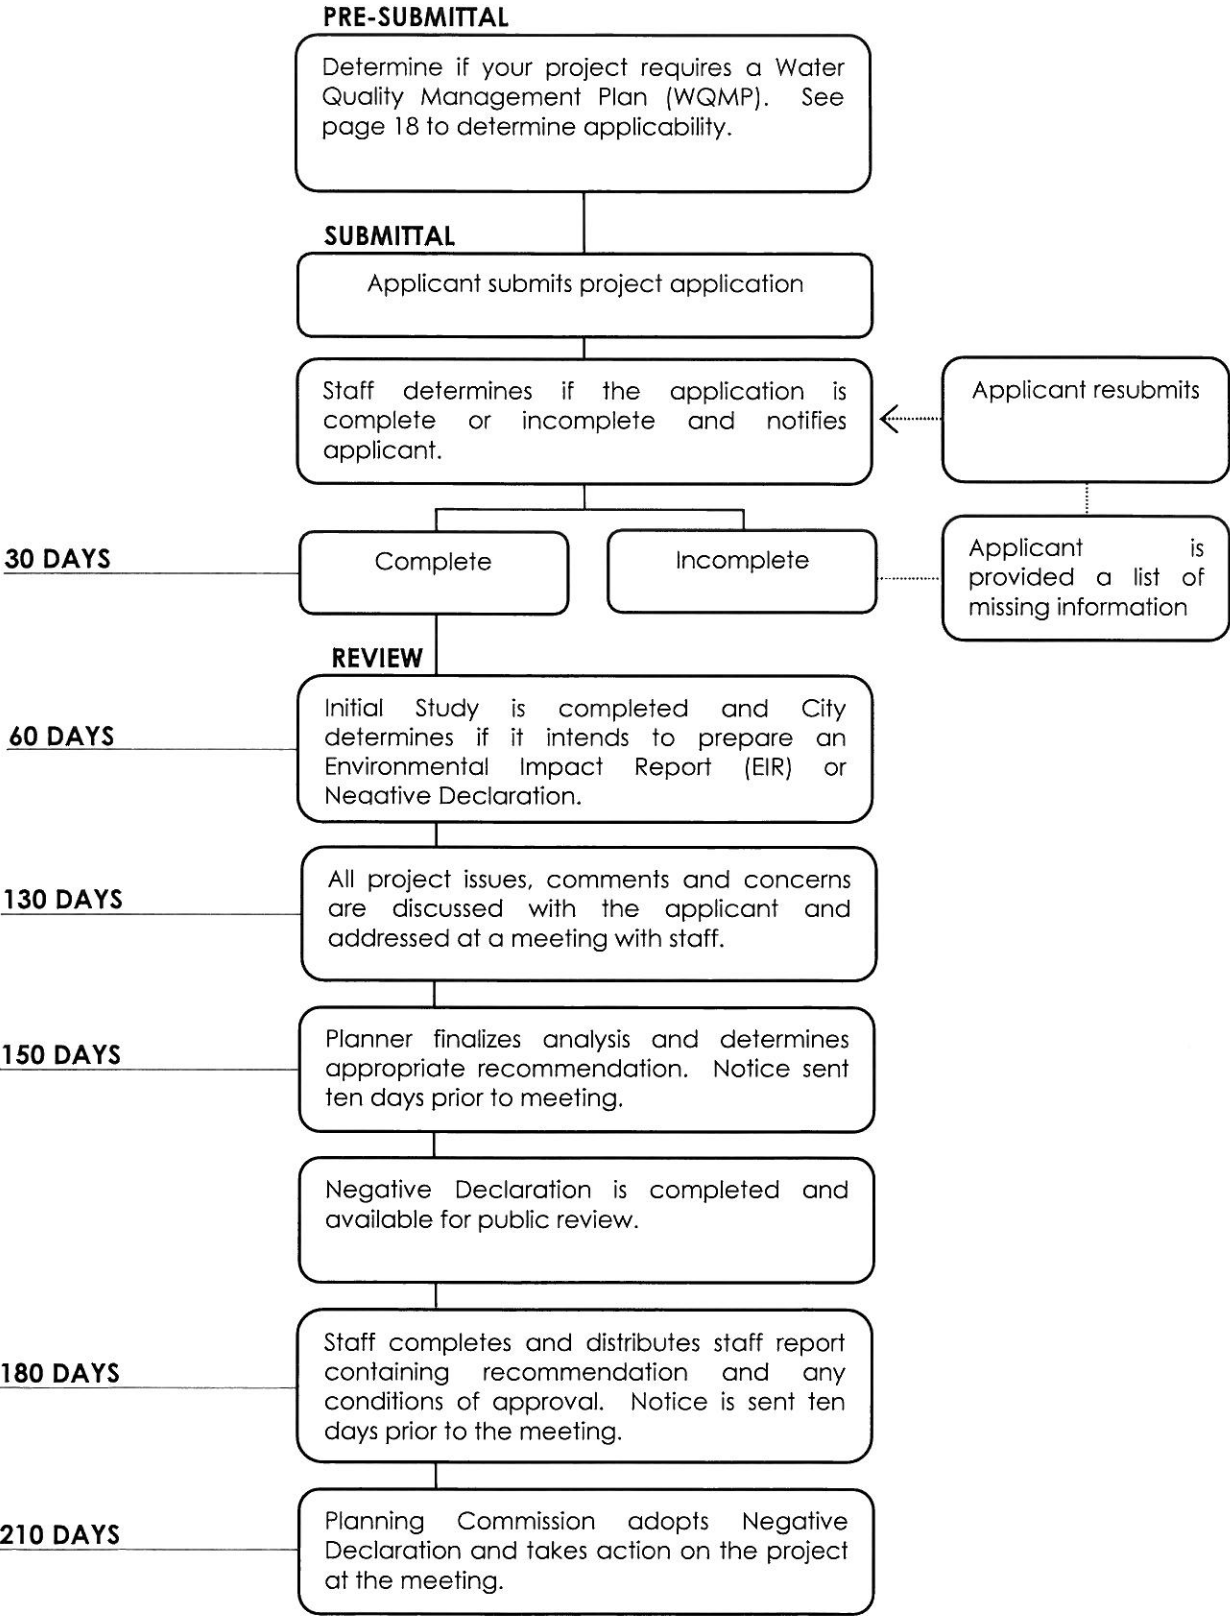 PRE-SUBMITTAL
Determine if your project requires a Water
Quality Management Plan (WQMP). See
page 18 to determine applicability.
SUBMITTAL
Applicant submits project application
Staff determines if the application is
complete or incomplete and notifies
applicant.
Applicant resubmits
30 DAYS
Complete
Incomplete
Applicant is
provided a list of
missing information
REVIEW
60 DAYS
Initial Study is completed and City
determines if it intends to prepare an
Environmental Impact Report (EIR) or
Negative Declaration.
130 DAYS
All project issues, comments and concerns
are discussed with the applicant and
addressed at a meeting with staff.
150 DAYS
Planner finalizes analysis and determines
appropriate recommendation. Notice sent
ten days prior to meeting.
Negative Declaration is completed and
available for public review.
180 DAYS
Staff completes and distributes staff report
containing recommendation and any
conditions of approval. Notice is sent ten
days prior to the meeting.
210 DAYS
Planning Commission adopts Negative
Declaration and takes action on the project
at the meeting.